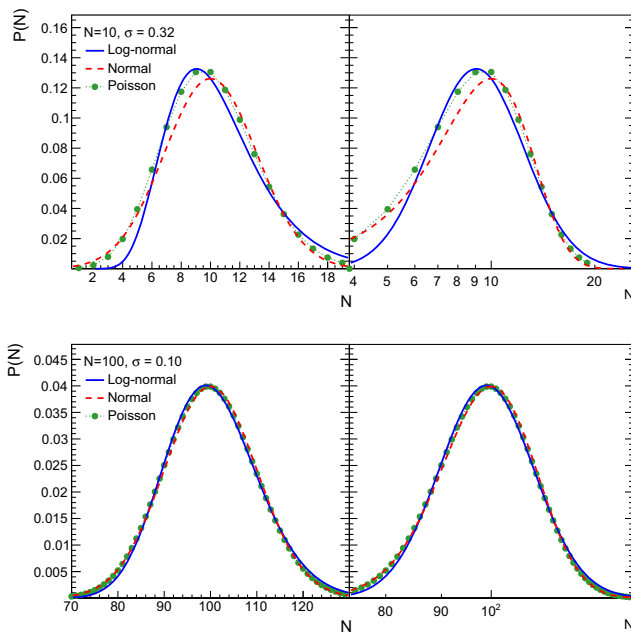 P(N)
N=10, σ = 0.32
Log-normal
Normal
Poisson
0.16
0.14
0.12
0.1
0.08
0.06
0.04
0.02
2 4 6 8 10 12 14 16 18
N
4 5 6 7 8 9 10 20
N
P(N)
N=100, σ = 0.10
Log-normal
Normal
Poisson
0.045
0.04
0.035
0.03
0.025
0.02
0.015
0.01
0.005
70 80 90 100 110 120
N
80 90 10²
N